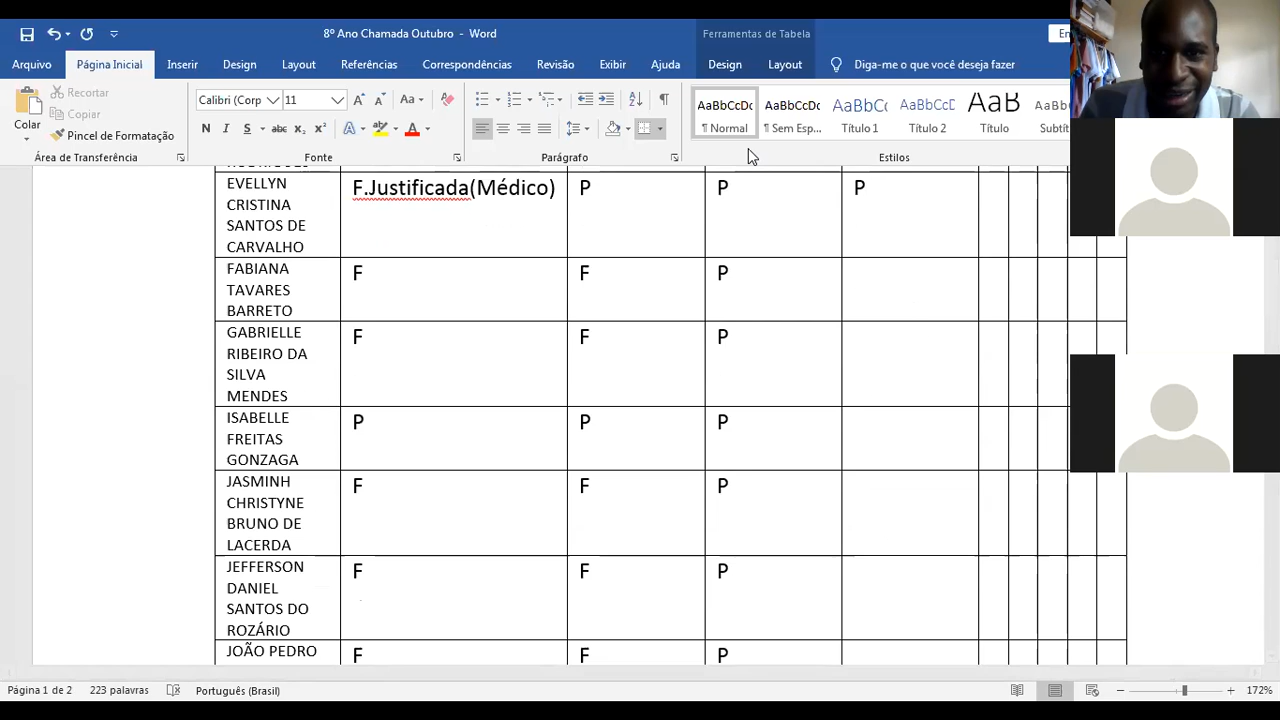 8º Ano Chamada Outubro - Word
Ferramentas de Tabela
Arquivo Página Inicial Inserir Design Layout Referências Correspondências Revisão Exibir Ajuda Design Layout Diga-me o que você deseja fazer
Colar
Recortar
Copiar
Pincel de Formatação
Área de Transferência
Calibri (Corp 11
Aa
N I S abc x₂ x²
Fonte
Parágrafo
AaBbCcDc AaBbCcDc AaBbCc AaBbCcD AaB
¶ Normal ¶ Sem Esp... Título 1 Título 2 Título
Estilos
EVELLYN
CRISTINA
SANTOS DE
CARVALHO
F.Justificada(Médico) P P P
FABIANA
TAVARES
BARRETO
F F P
GABRIELLE
RIBEIRO DA
SILVA
MENDES
F F P
ISABELLE
FREITAS
GONZAGA
P P P
JASMINH
CHRISTYNE
BRUNO DE
LACERDA
F F P
JEFFERSON
DANIEL
SANTOS DO
ROZÁRIO
F F P
JOÃO PEDRO
F F P
Página 1 de 2 223 palavras Português (Brasil) 172%